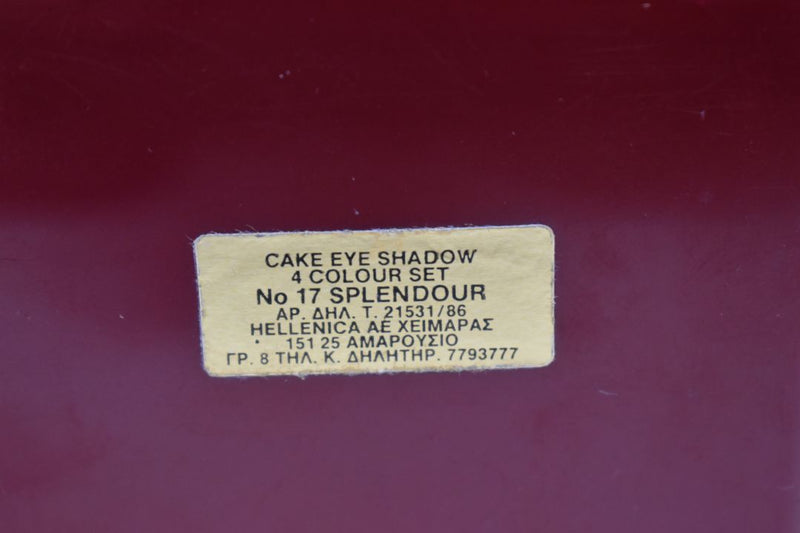 CAKE EYE SHADOW
4 COLOUR SET
No 17 SPLENDOUR
ΑΡ. ΔΗΛ. Τ. 21531/86
HELLENICA AE ΧΕΙΜΑΡΑΣ
151 25 ΑΜΑΡΟΥΣΙΟ
ΓΡ. 8 ΤΗΛ. Κ. ΔΗΛΗΤΗΡ. 7793777